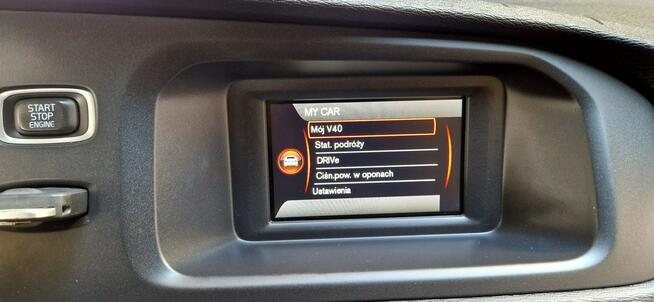 START
STOP
ENGINE
MY CAR
Mój V40
Stat. podróży
DRIVe
Ciśn.pow. w oponach
Ustawienia